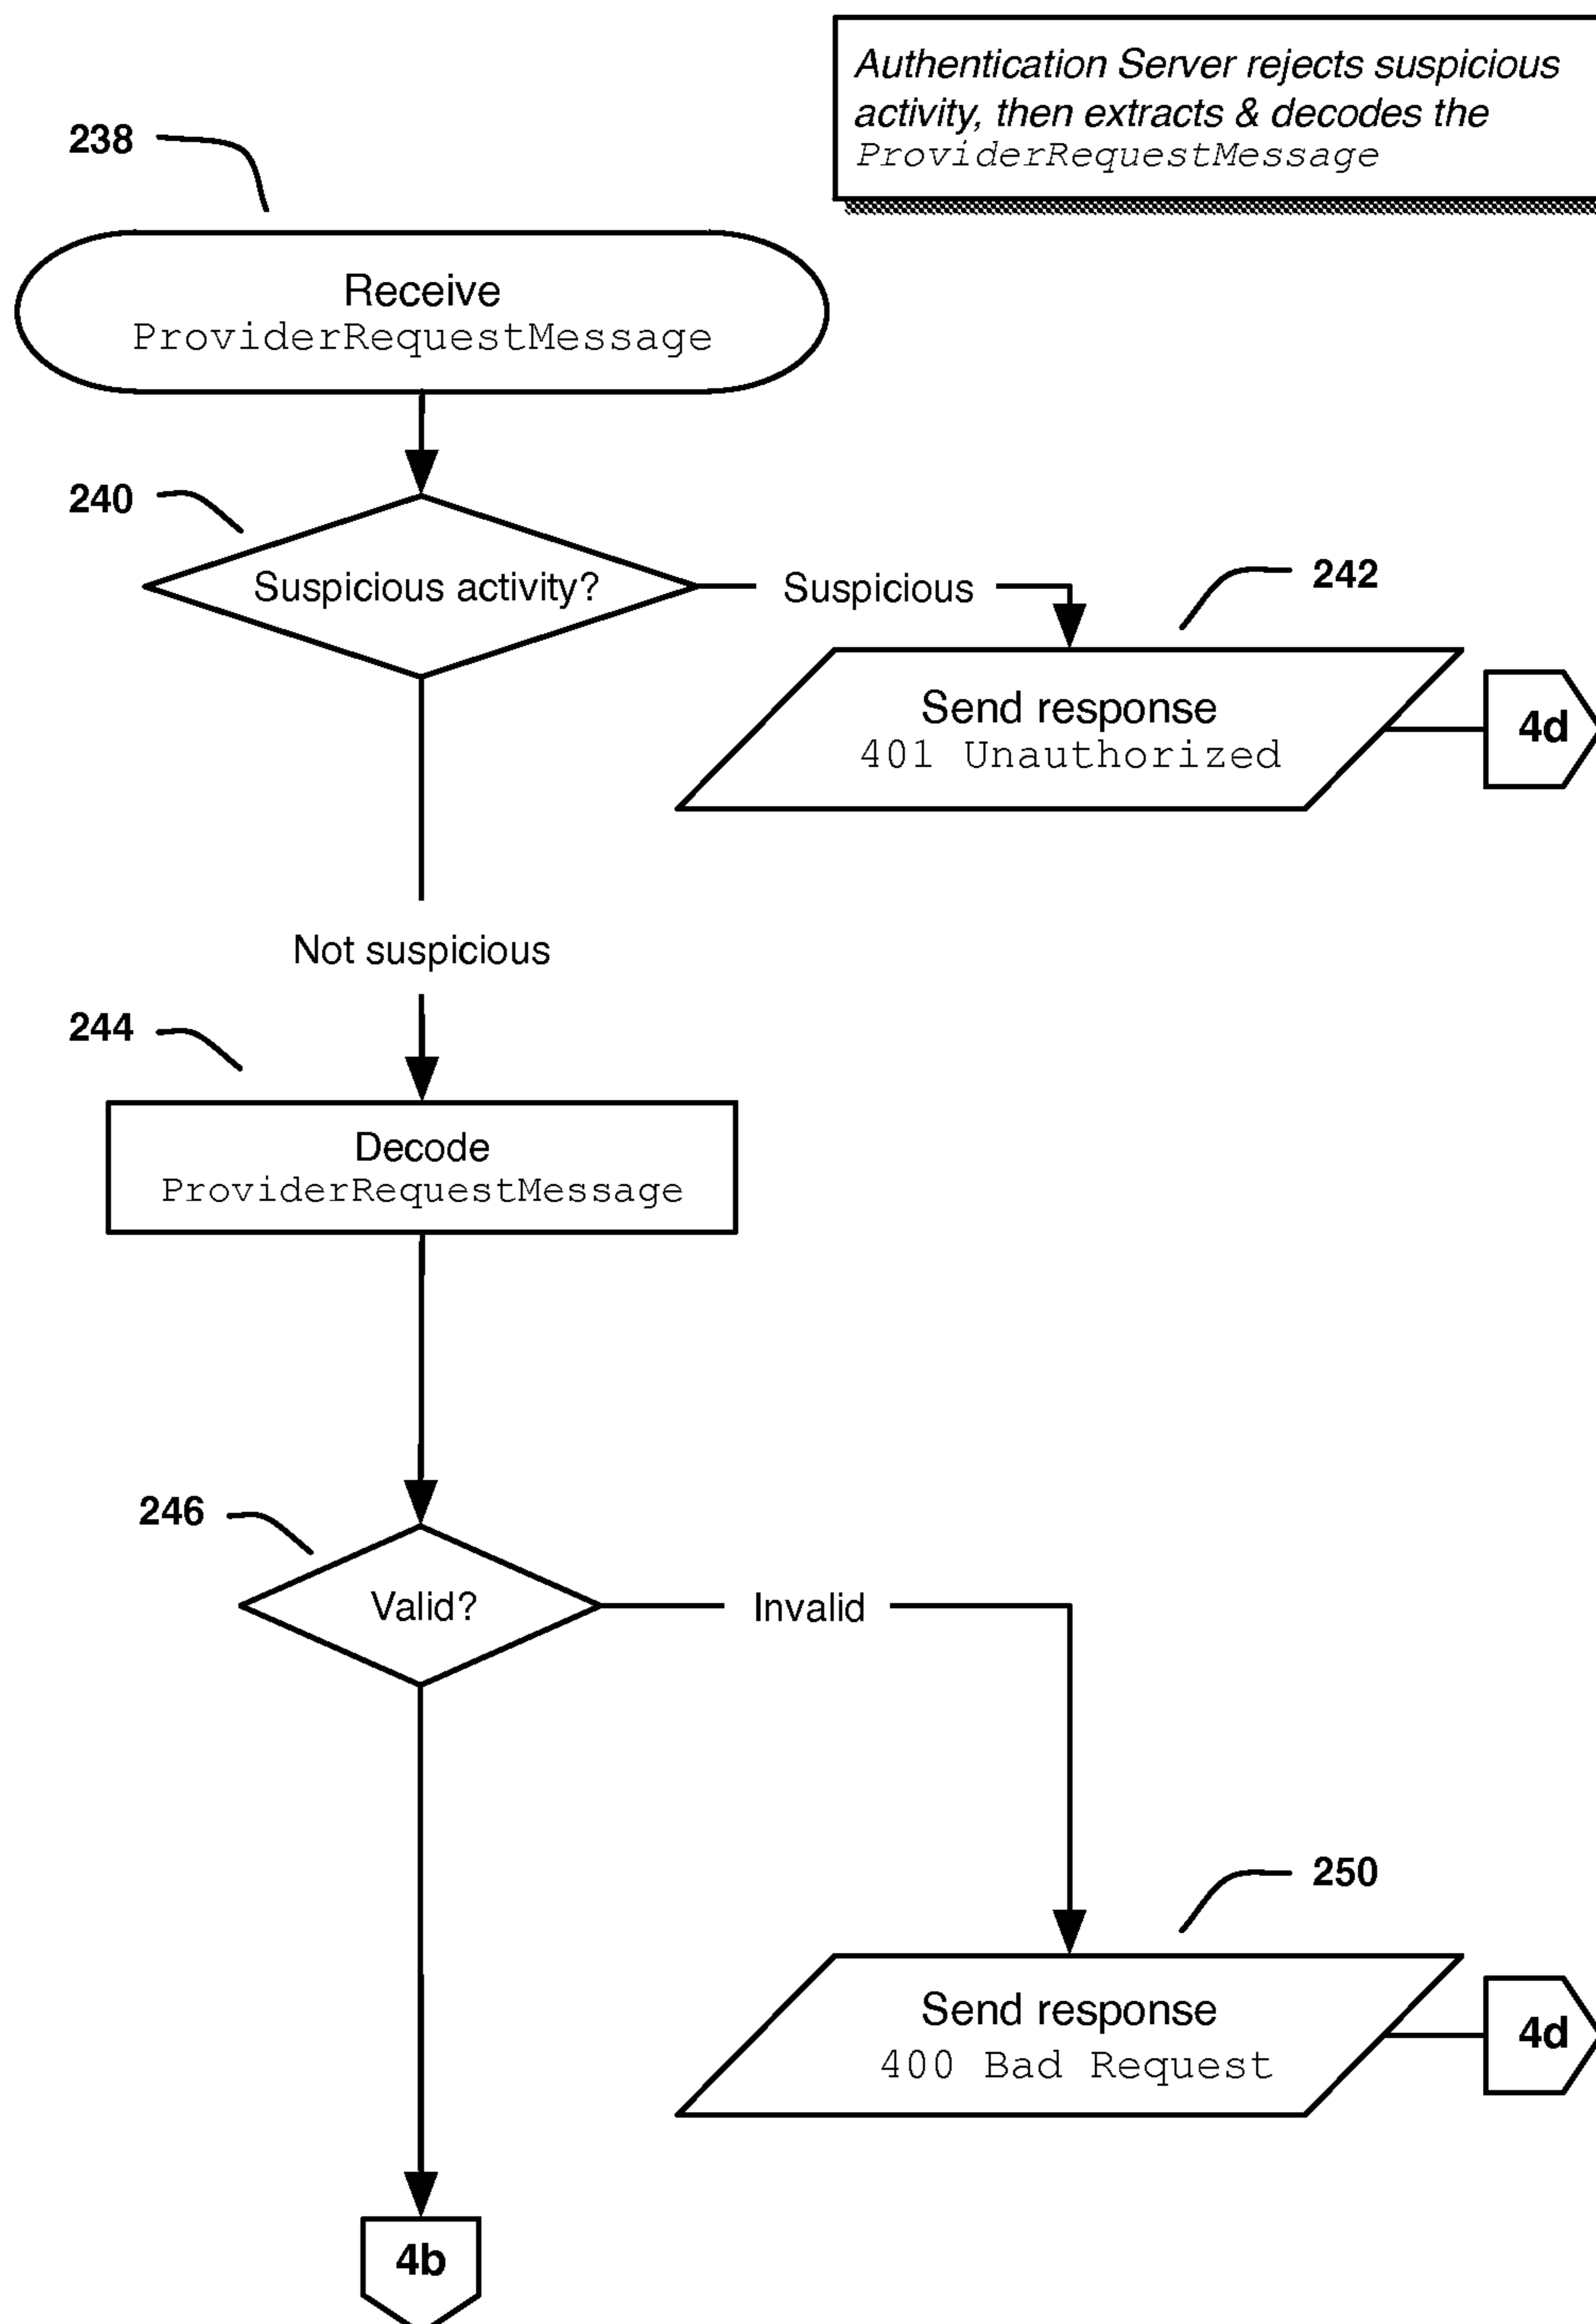 Authentication Server rejects suspicious
activity, then extracts & decodes the
ProviderRequestMessage
238
Receive
ProviderRequestMessage
240
Suspicious activity?
Suspicious
242
Send response
401 Unauthorized
4d
Not suspicious
244
Decode
ProviderRequestMessage
246
Valid?
Invalid
250
Send response
400 Bad Request
4d
4b